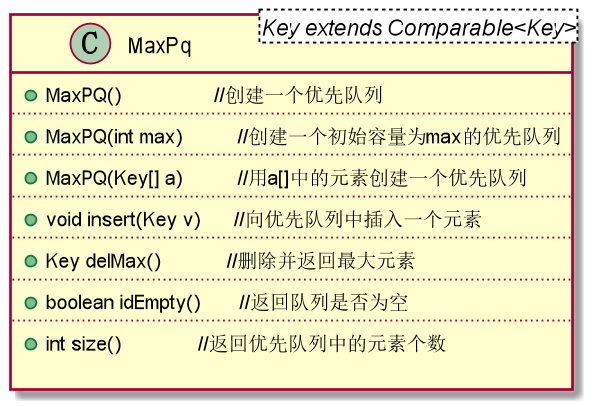 Key extends Comparable<Key>
C MaxPq
MaxPQ() //创建一个优先队列
MaxPQ(int max) //创建一个初始容量为max的优先队列
MaxPQ(Key[] a) //用a[]中的元素创建一个优先队列
void insert(Key v) //向优先队列中插入一个元素
Key delMax() //删除并返回最大元素
boolean idEmpty() //返回队列是否为空
int size() //返回优先队列中的元素个数